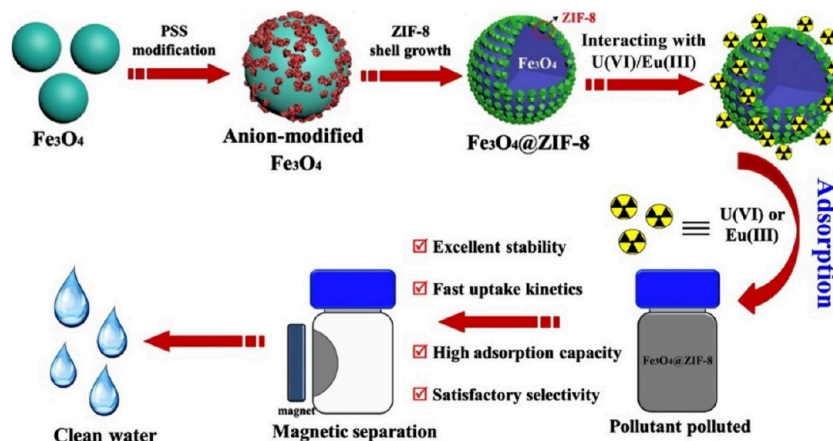 PSS
modification
ZIF-8
shell growth
ZIF-8
Fe₃O₄
Interacting with
U(VI)/Eu(III)
Fe₃O₄
Anion-modified
Fe₃O₄
Fe₃O₄@ZIF-8
Adsorption
U(VI) or
Eu(III)
Excellent stability
Fast uptake kinetics
High adsorption capacity
Satisfactory selectivity
Fe₃O₄@ZIF-8
magnet
Clean water
Magnetic separation
Pollutant polluted